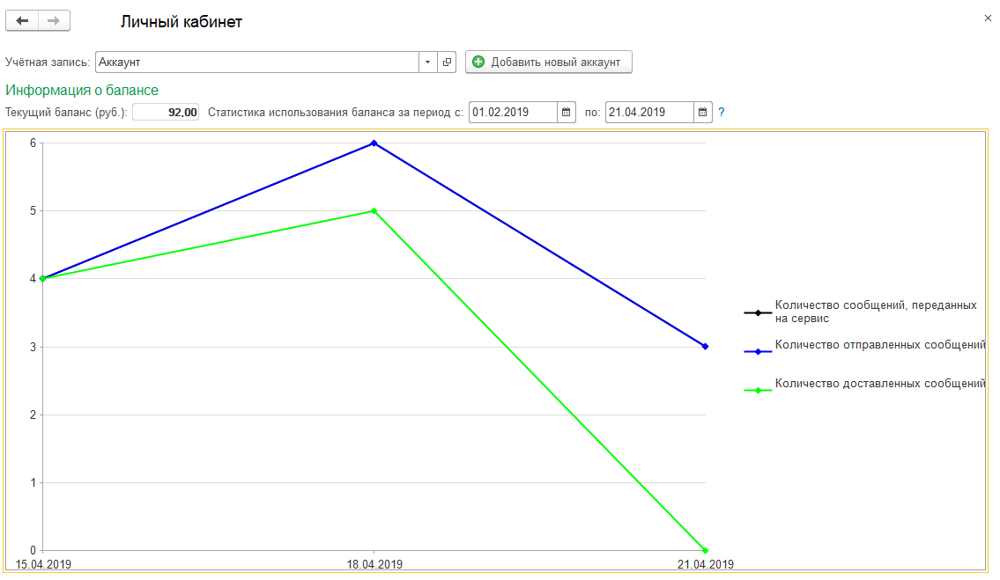 Личный кабинет
×
Учётная запись: Аккаунт Добавить новый аккаунт
Информация о балансе
Текущий баланс (руб.): 92,00 Статистика использования баланса за период с: 01.02.2019 по: 21.04.2019 ?
6
5
4
3
2
1
0
15.04.2019 18.04.2019 21.04.2019
Количество сообщений, переданных
на сервис
Количество отправленных сообщений
Количество доставленных сообщений